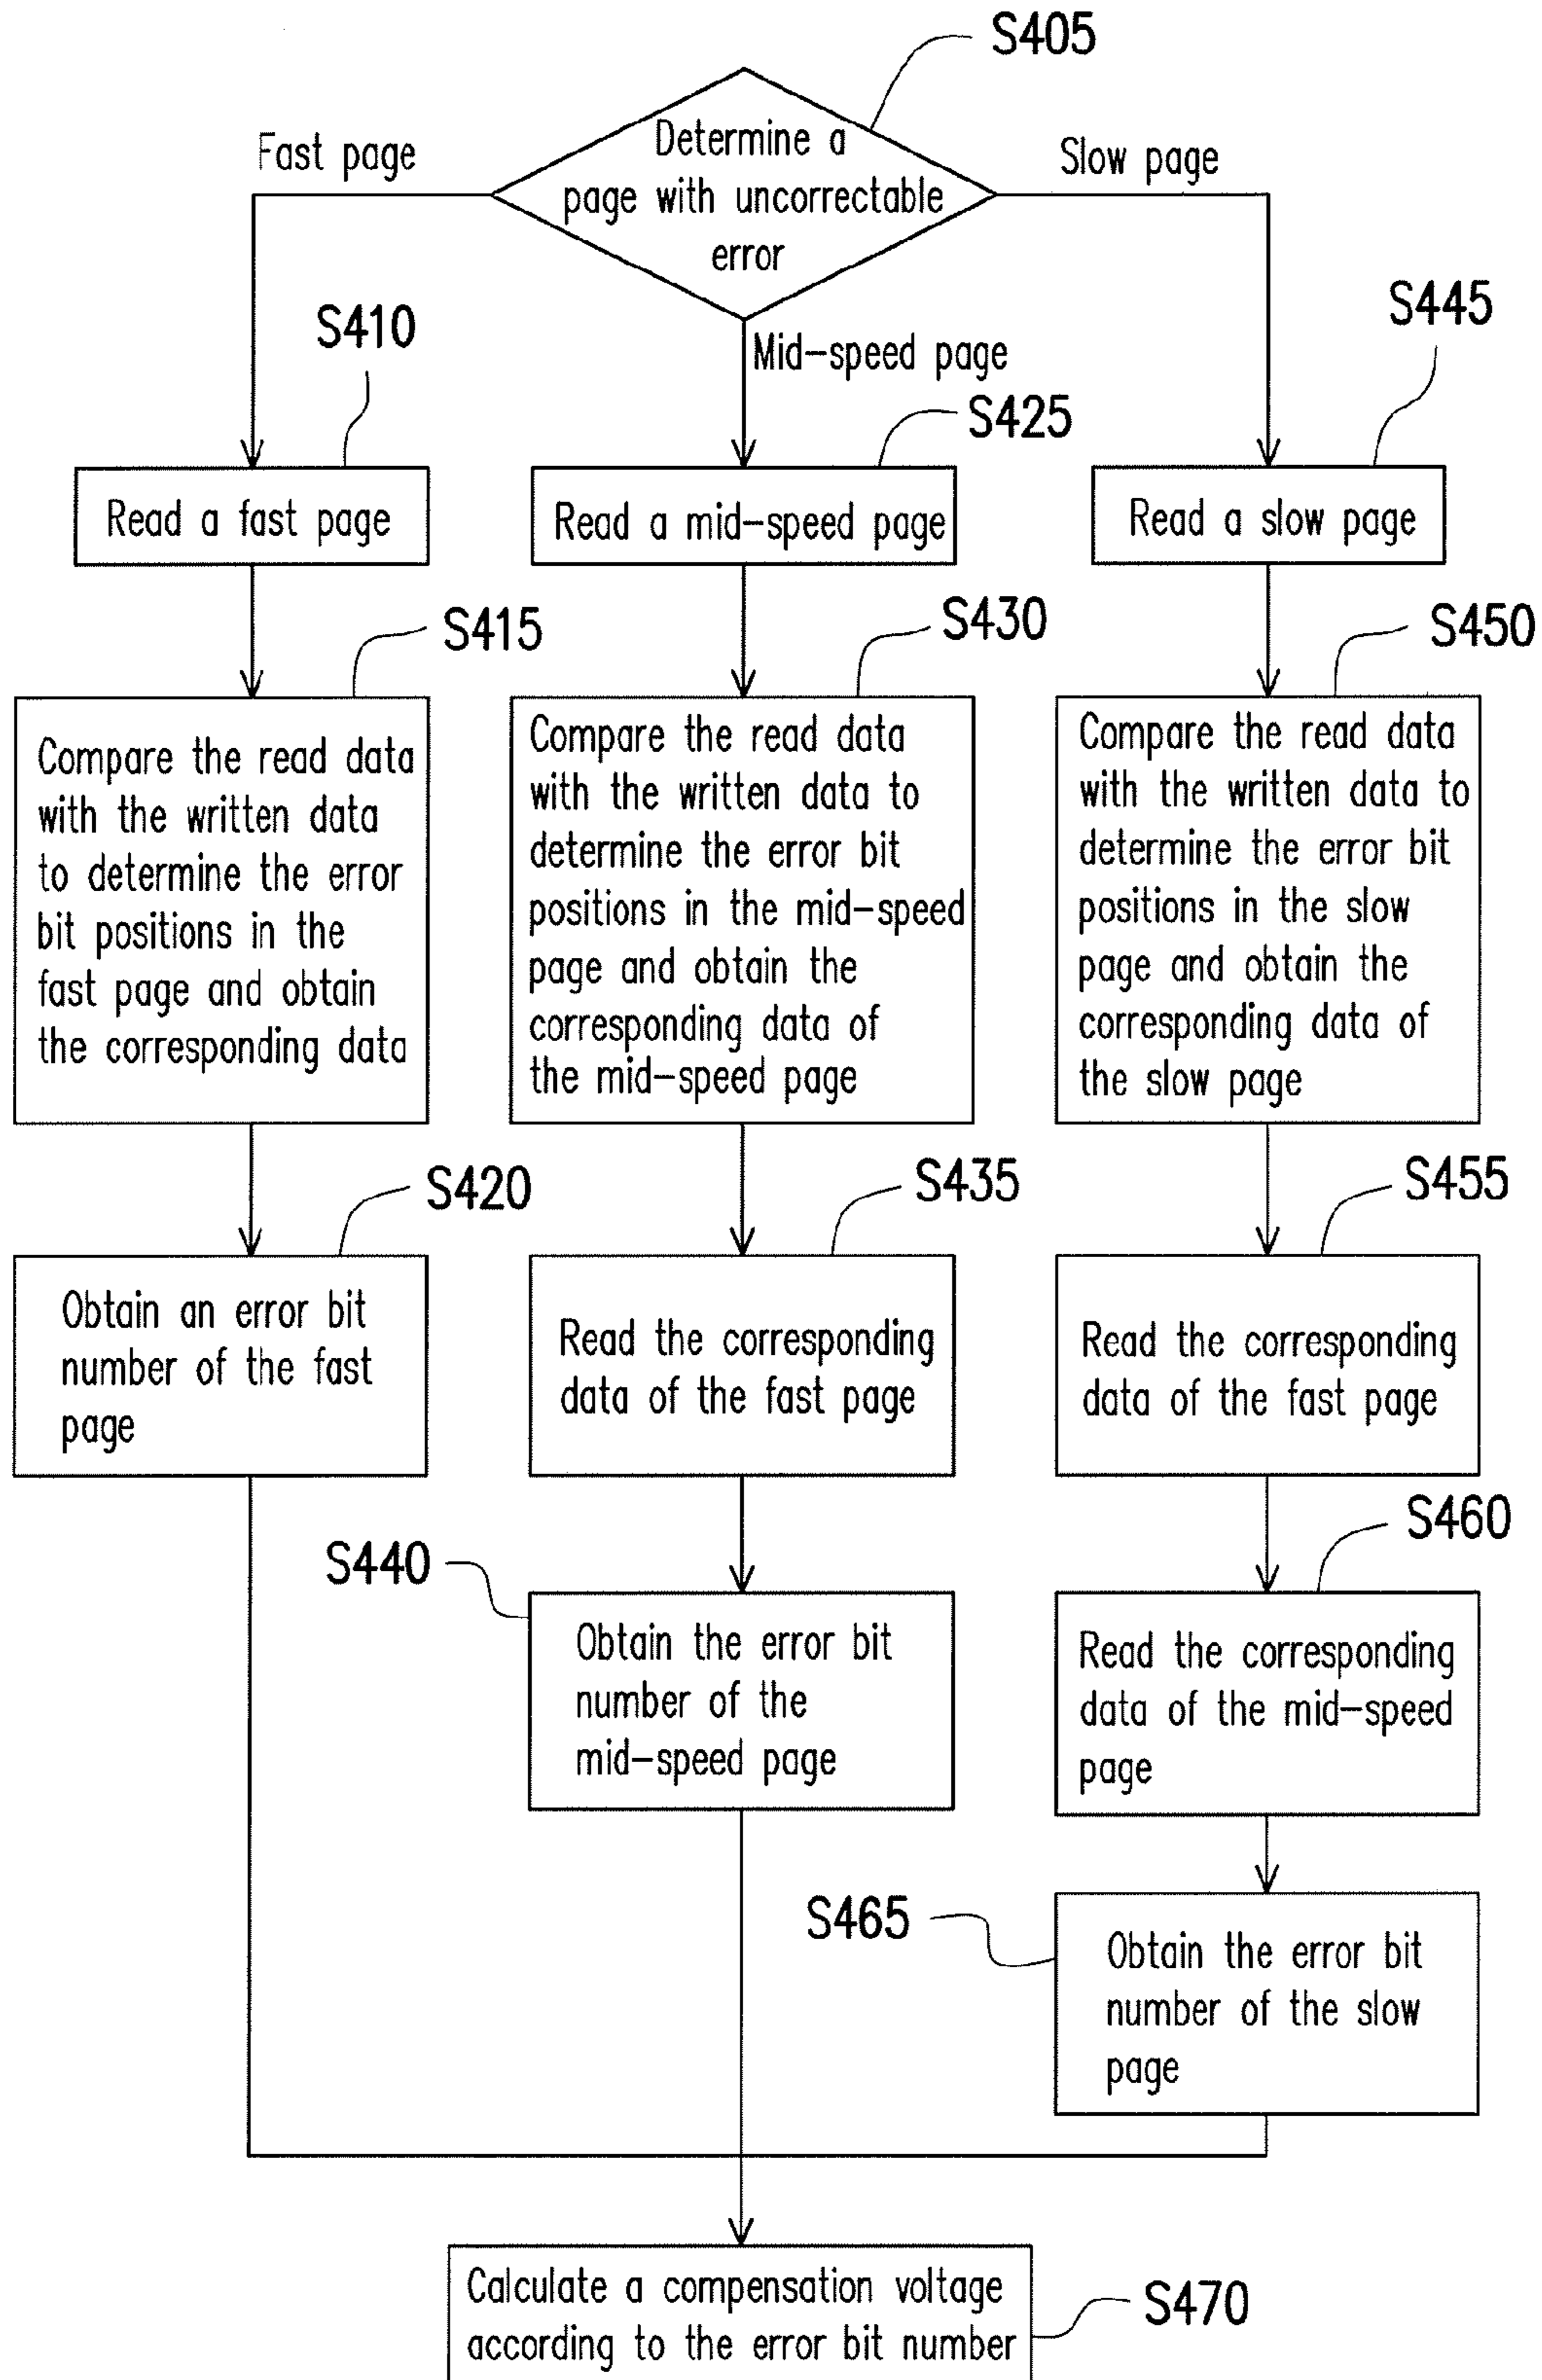 S405
Determine a
page with uncorrectable
error
Fast page
Slow page
Mid-speed page
S410
S425
S445
Read a fast page
Read a mid-speed page
Read a slow page
S415
S430
S450
Compare the read data
with the written data
to determine the error
bit positions in the
fast page and obtain
the corresponding data
Compare the read data
with the written data to
determine the error bit
positions in the mid-speed
page and obtain the
corresponding data of
the mid-speed page
Compare the read data
with the written data to
determine the error bit
positions in the slow
page and obtain the
corresponding data of
the slow page
S420
S435
S455
Obtain an error bit
number of the fast
page
Read the corresponding
data of the fast page
Read the corresponding
data of the fast page
S440
S460
Obtain the error bit
number of the
mid-speed page
Read the corresponding
data of the mid-speed
page
S465
Obtain the error bit
number of the slow
page
Calculate a compensation voltage
according to the error bit number
S470